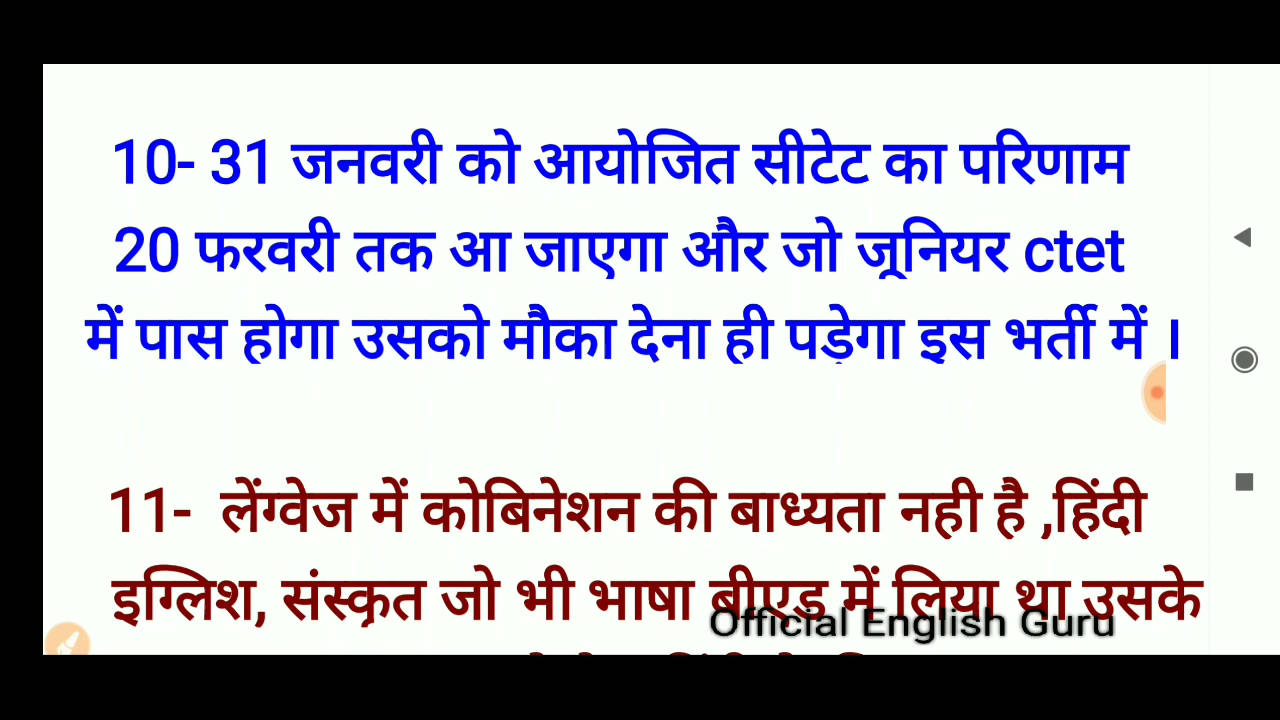 10- 31 जनवरी को आयोजित सीटेट का परिणाम
20 फरवरी तक आ जाएगा और जो जूनियर ctet
में पास होगा उसको मौका देना ही पड़ेगा इस भर्ती में ।
11- लेंग्वेज में कोबिनेशन की बाध्यता नही है ,हिंदी
इग्लिश, संस्कृत जो भी भाषा बीएड में लिया था उसके
Official English Guru